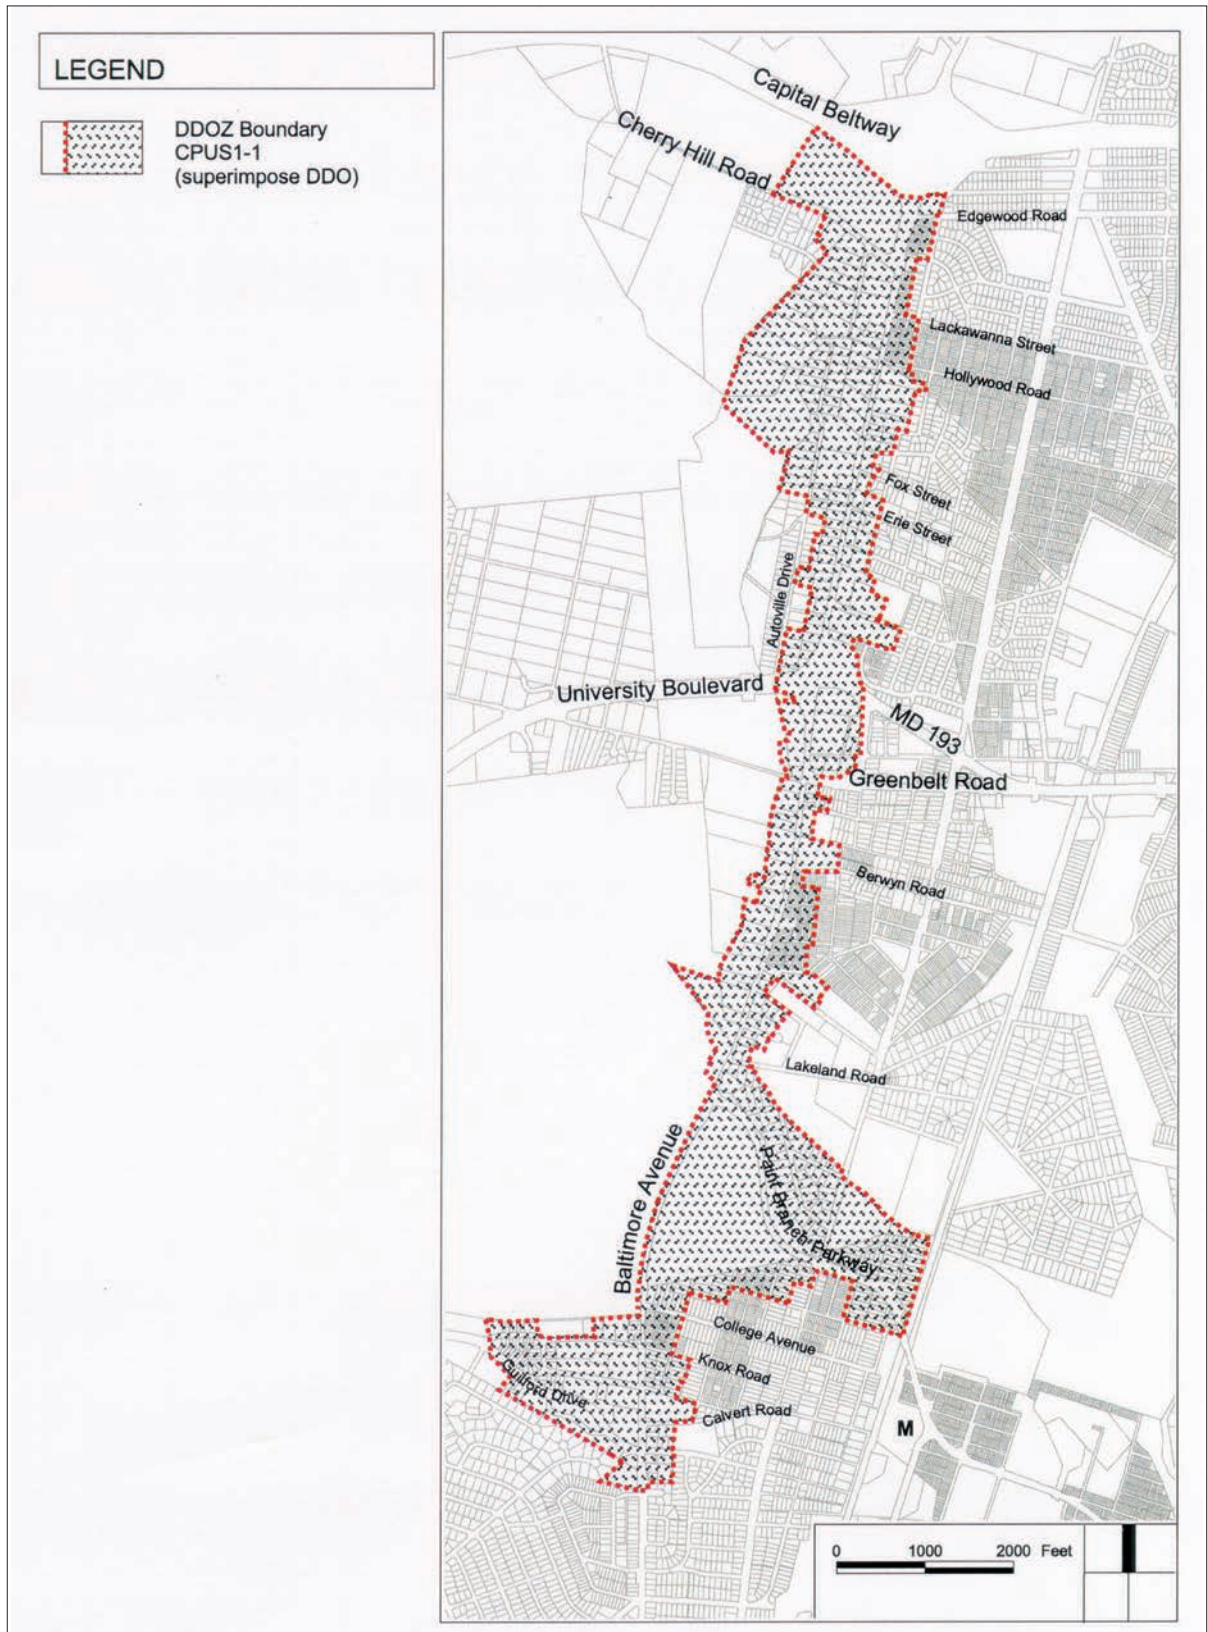 LEGEND
DDOZ Boundary
CPUS1-1
(superimpose DDO)
Capital Beltway
Cherry Hill Road
Edgewood Road
Lackawanna Street
Hollywood Road
Fox Street
Erie Street
Autoville Drive
University Boulevard
MD 193
Greenbelt Road
Berwyn Road
Lakeland Road
Baltimore Avenue
Paint Branch Parkway
College Avenue
Knox Road
Guilford Drive
Calvert Road
M
0 1000 2000 Feet